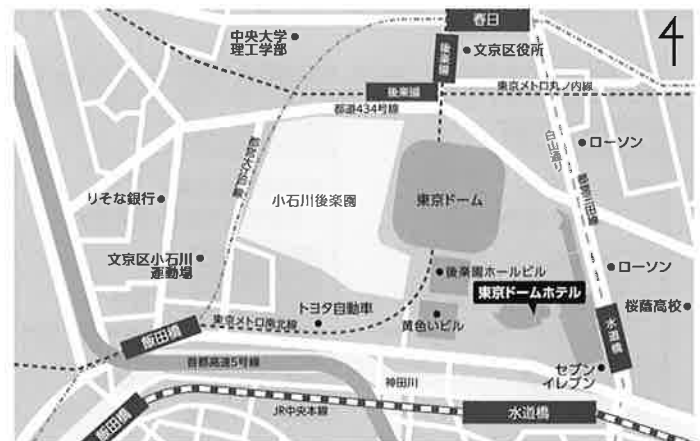 春日
中央大学
理工学部
文京区役所
後楽園
後楽園
東京メトロ丸ノ内線
都道434号線
白山通り
ローソン
都営大江戸線
都営三田線
りそな銀行
小石川後楽園
東京ドーム
文京区小石川
運動場
後楽園ホールビル
ローソン
東京ドームホテル
桜蔭高校
トヨタ自動車
東京メトロ南北線
黄色いビル
飯田橋
水道橋
首都高速5号線
セブン
イレブン
神田川
飯田橋
JR中央本線
水道橋